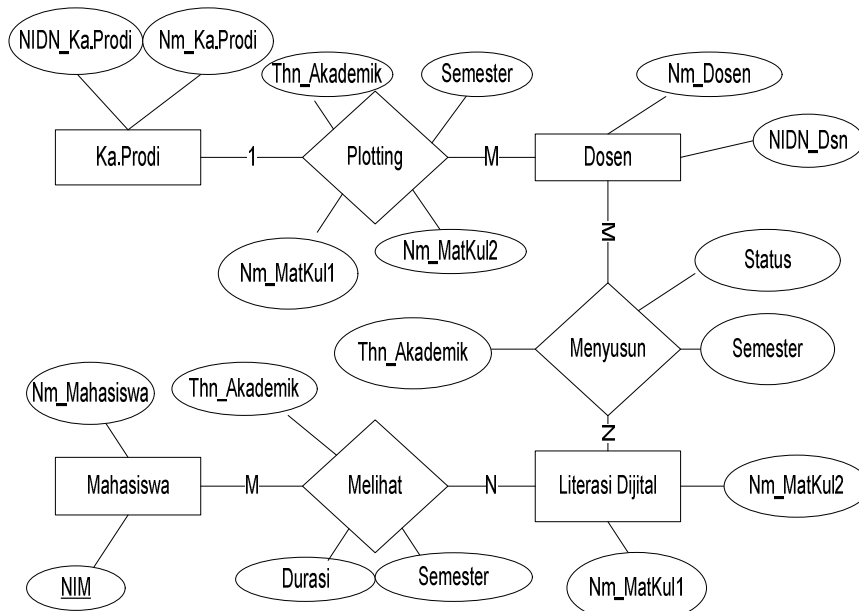 NIDN_Ka.Prodi
Nm_Ka.Prodi
Thn_Akademik
Semester
Nm_Dosen
NIDN_Dsn
Ka.Prodi
1
Plotting
M
Dosen
Nm_MatKul1
Nm_MatKul2
M
Status
Thn_Akademik
Menyusun
Semester
Nm_Mahasiswa
Thn_Akademik
N
Mahasiswa
M
Melihat
N
Literasi Dijital
Nm_MatKul2
NIM
Durasi
Semester
Nm_MatKul1